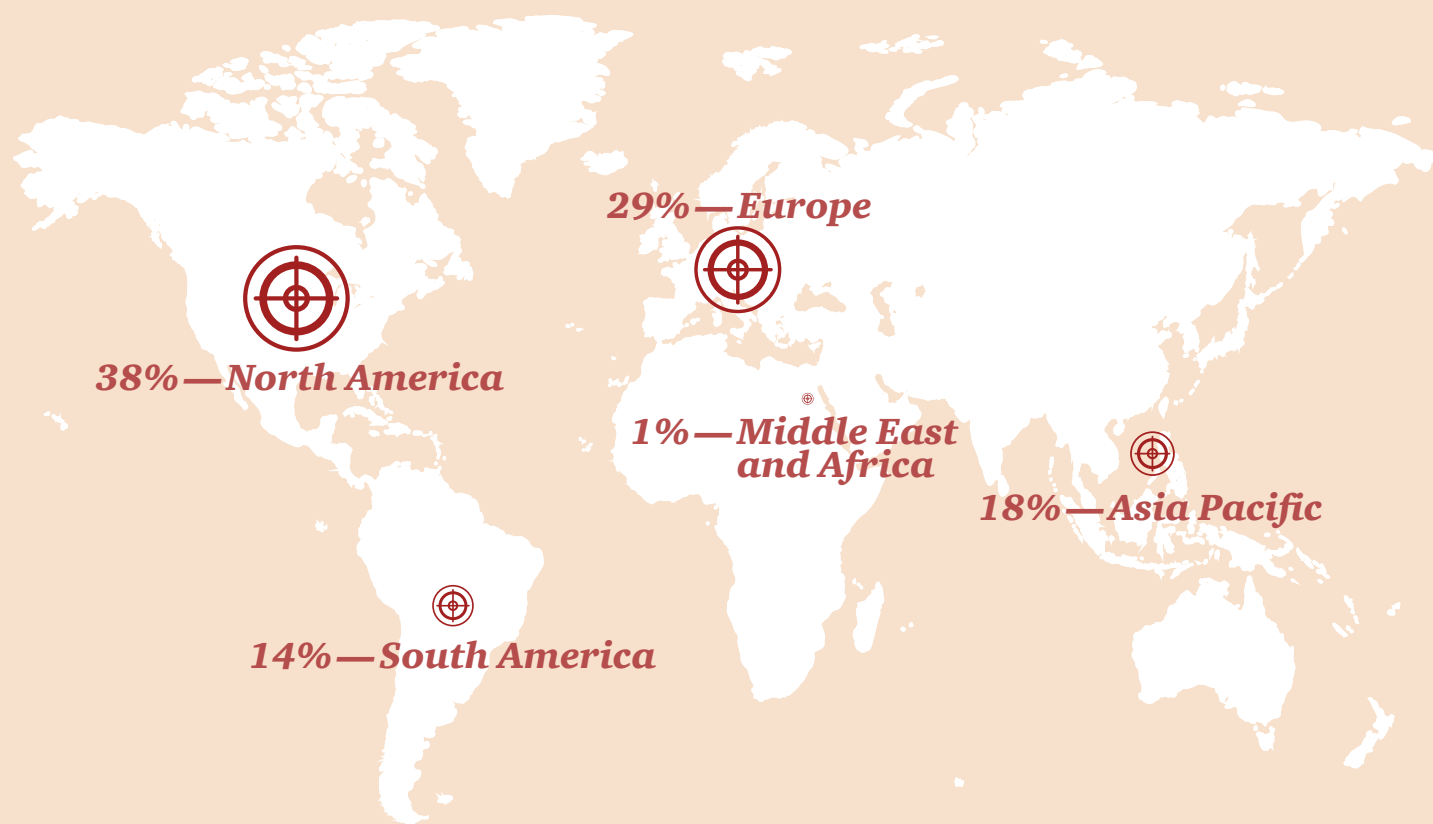 29%—Europe
38%—North America
1%—Middle East
and Africa
18%—Asia Pacific
14%—South America